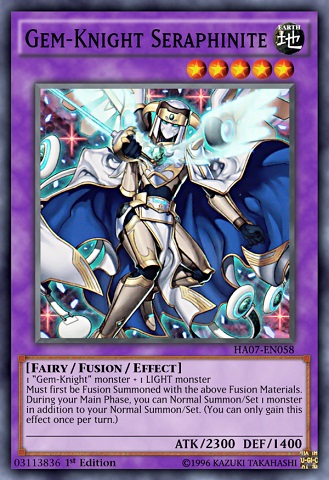 GEM-KNIGHT SERAPHINITE
EARTH
地
HA07-EN058
[FAIRY / FUSION / EFFECT]
1 "Gem-Knight" monster + 1 LIGHT monster
Must first be Fusion Summoned with the above Fusion Materials.
During your Main Phase, you can Normal Summon/Set 1 monster
in addition to your Normal Summon/Set. (You can only gain this
effect once per turn.)
ATK/2300 DEF/1400
03113836 1st Edition
©1996 KAZUKI TAKAHASHI